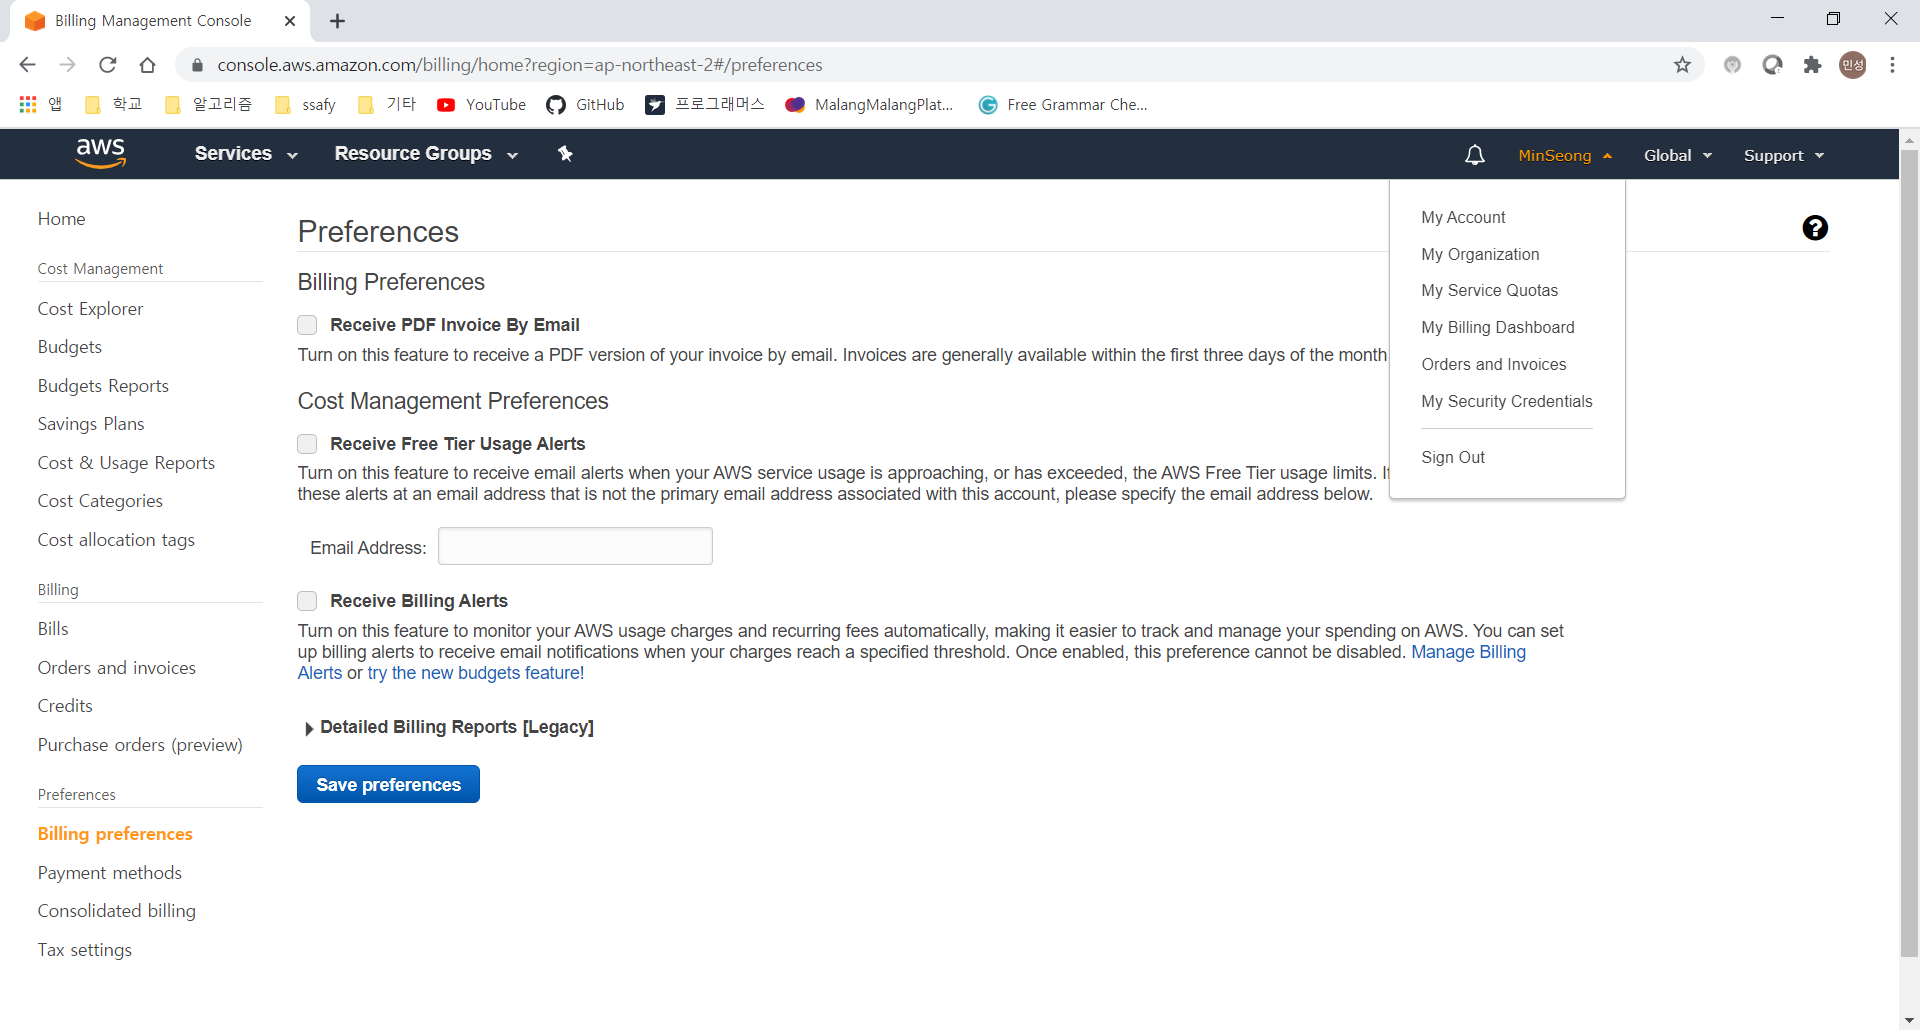 Billing Management Console
console.aws.amazon.com/billing/home?region=ap-northeast-2#/preferences
민성
앱 학교 알고리즘 ssafy 기타 YouTube GitHub 프로그래머스 MalangMalangPlat... Free Grammar Che...
aws Services Resource Groups MinSeong Global Support
Home
Cost Management
Cost Explorer
Budgets
Budgets Reports
Savings Plans
Cost & Usage Reports
Cost Categories
Cost allocation tags
Billing
Bills
Orders and invoices
Credits
Purchase orders (preview)
Preferences
Billing preferences
Payment methods
Consolidated billing
Tax settings
Preferences
Billing Preferences
Receive PDF Invoice By Email
Turn on this feature to receive a PDF version of your invoice by email. Invoices are generally available within the first three days of the month
Cost Management Preferences
Receive Free Tier Usage Alerts
Turn on this feature to receive email alerts when your AWS service usage is approaching, or has exceeded, the AWS Free Tier usage limits.
these alerts at an email address that is not the primary email address associated with this account, please specify the email address below.
Email Address:
Receive Billing Alerts
Turn on this feature to monitor your AWS usage charges and recurring fees automatically, making it easier to track and manage your spending on AWS. You can set
up billing alerts to receive email notifications when your charges reach a specified threshold. Once enabled, this preference cannot be disabled. Manage Billing
Alerts or try the new budgets feature!
Detailed Billing Reports [Legacy]
Save preferences
My Account
My Organization
My Service Quotas
My Billing Dashboard
Orders and Invoices
My Security Credentials
Sign Out